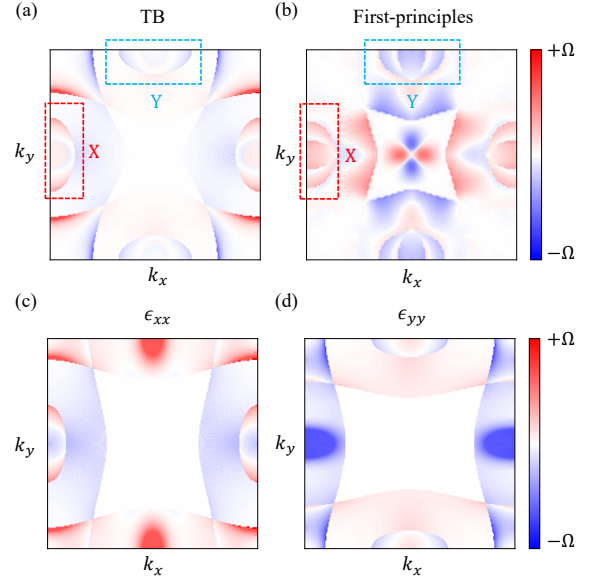 (a) TB (b) First-principles
+Ω
Y Y
k_y X k_y X
−Ω
k_x k_x
(c) ϵ_xx (d) ϵ_yy
+Ω
k_y k_y
−Ω
k_x k_x